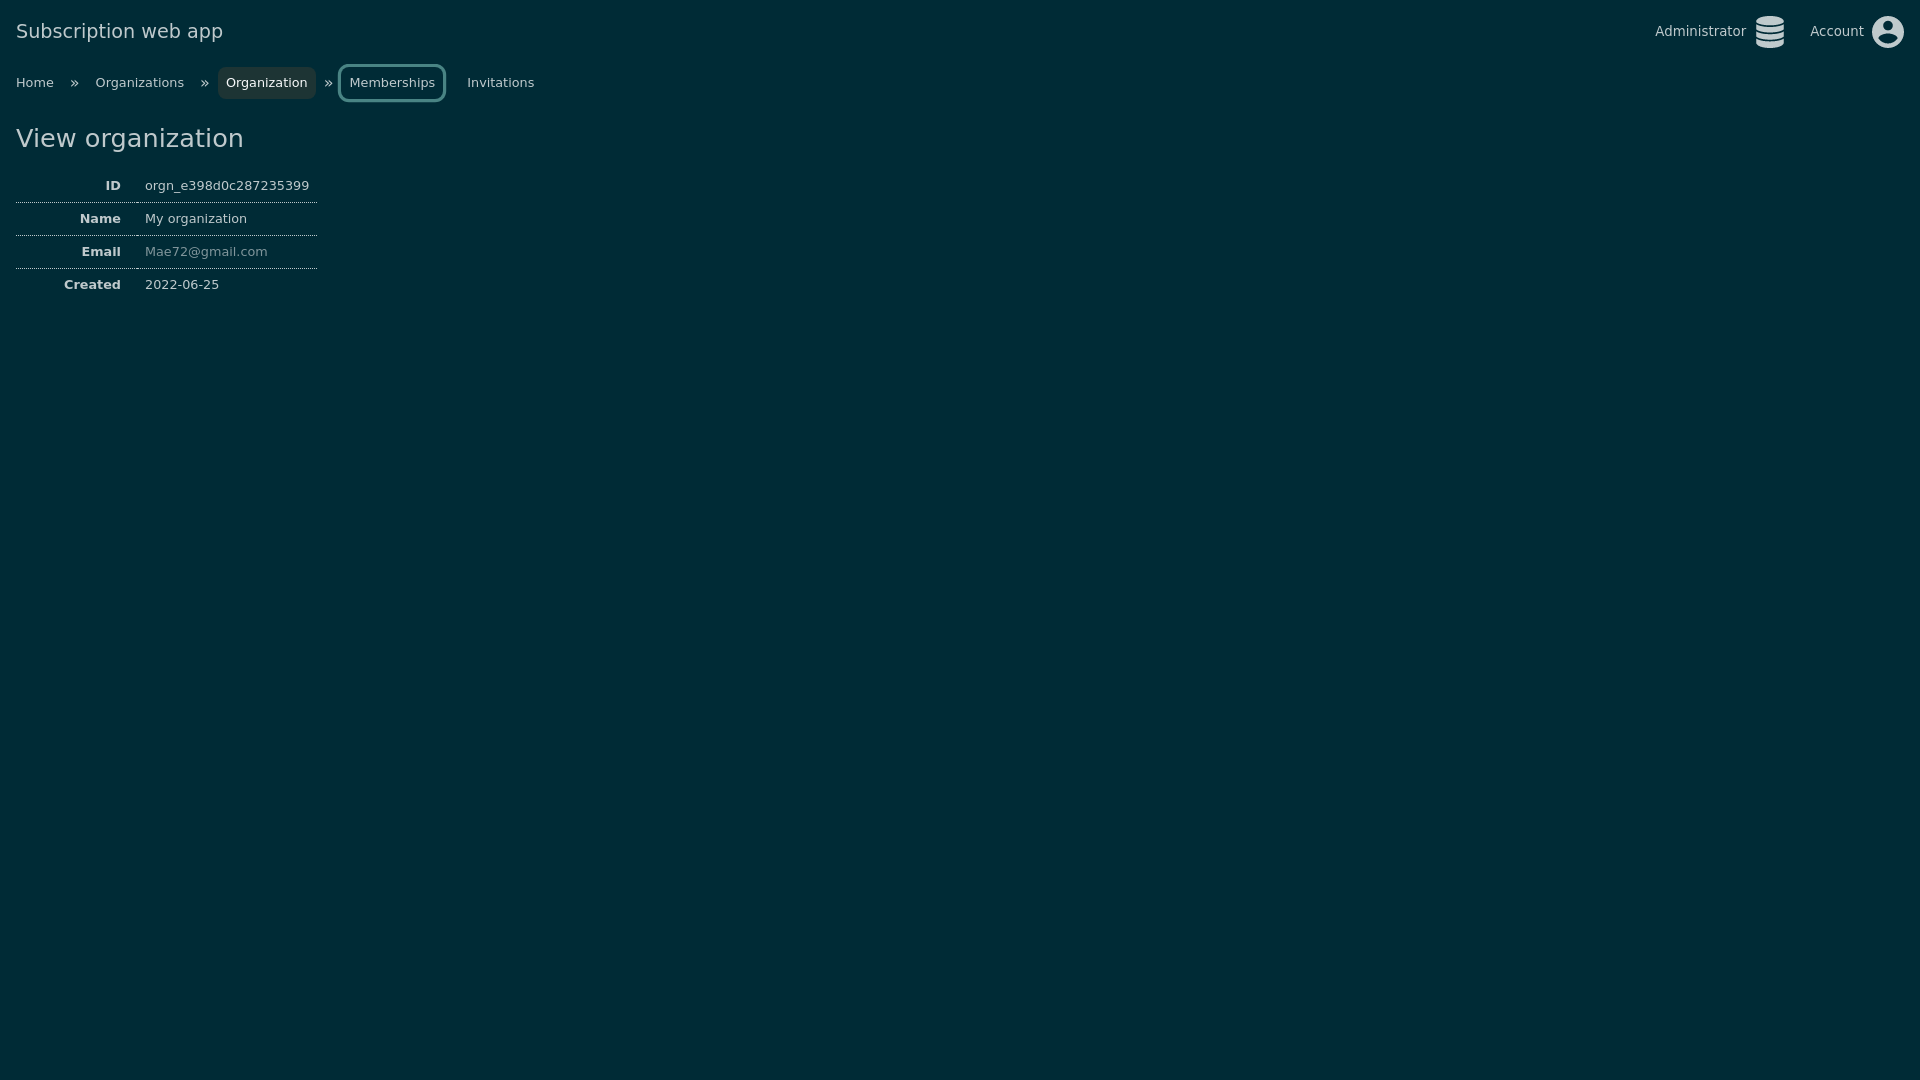 Subscription web app
Administrator
Account
Home » Organizations » Organization » Memberships Invitations
View organization
ID orgn_e398d0c287235399
Name My organization
Email Mae72@gmail.com
Created 2022-06-25